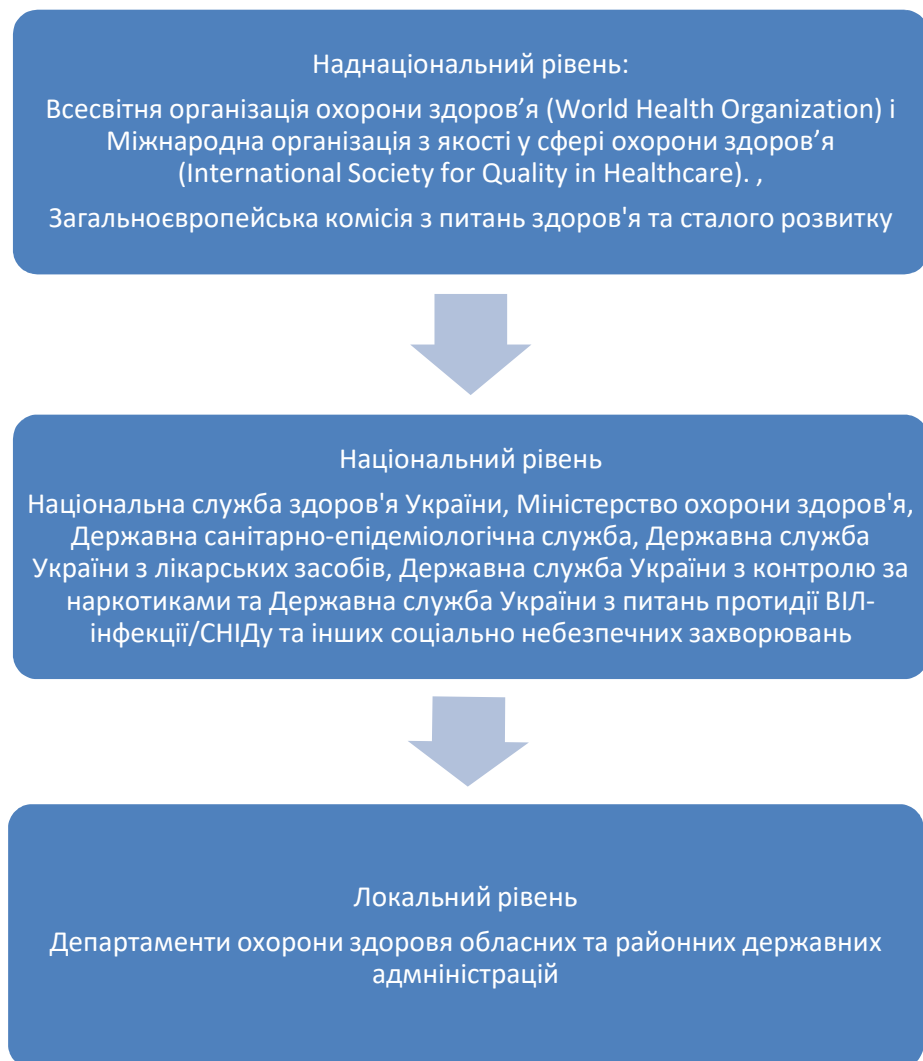 Наднаціональний рівень:
Всесвітня організація охорони здоров’я (World Health Organization) і
Міжнародна організація з якості у сфері охорони здоров’я
(International Society for Quality in Healthcare). ,
Загальноєвропейська комісія з питань здоров'я та сталого розвитку
Національний рівень
Національна служба здоров'я України, Міністерство охорони здоров'я,
Державна санітарно-епідеміологічна служба, Державна служба
України з лікарських засобів, Державна служба України з контролю за
наркотиками та Державна служба України з питань протидії ВІЛ-
інфекції/СНІДу та інших соціально небезпечних захворювань
Локальний рівень
Департаменти охорони здоровя обласних та районних державних
адмніністрацій